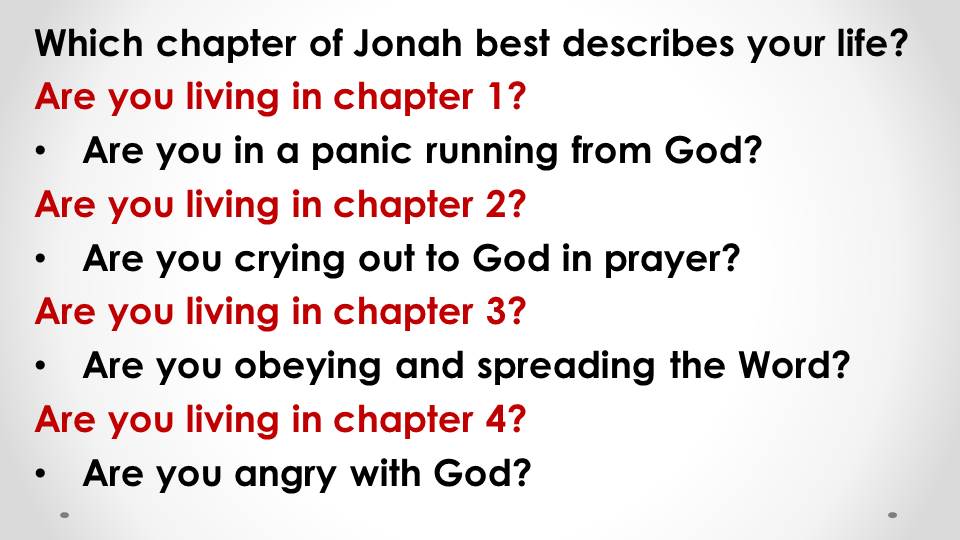 Which chapter of Jonah best describes your life?
Are you living in chapter 1?
• Are you in a panic running from God?
Are you living in chapter 2?
• Are you crying out to God in prayer?
Are you living in chapter 3?
• Are you obeying and spreading the Word?
Are you living in chapter 4?
• Are you angry with God?